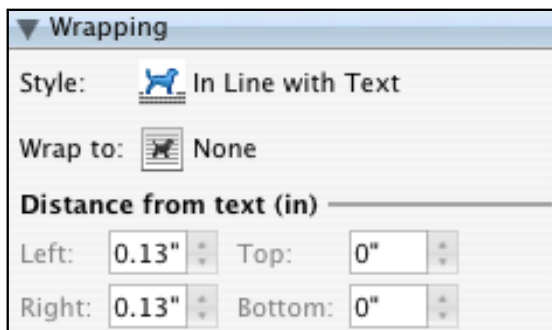 Wrapping
Style: In Line with Text
Wrap to: None
Distance from text (in)
Left: 0.13" Top: 0"
Right: 0.13" Bottom: 0"